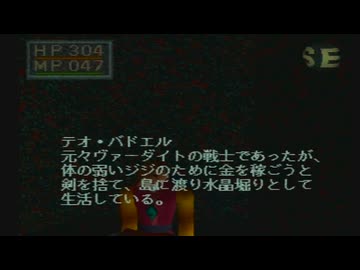 HP 304
MP 047
SE
テオ・バドエル
元々ヴァーダイトの戦士であったが、
体の弱いジジのために金を稼ごうと
剣を捨て、島に渡り水晶堀りとして
生活している。